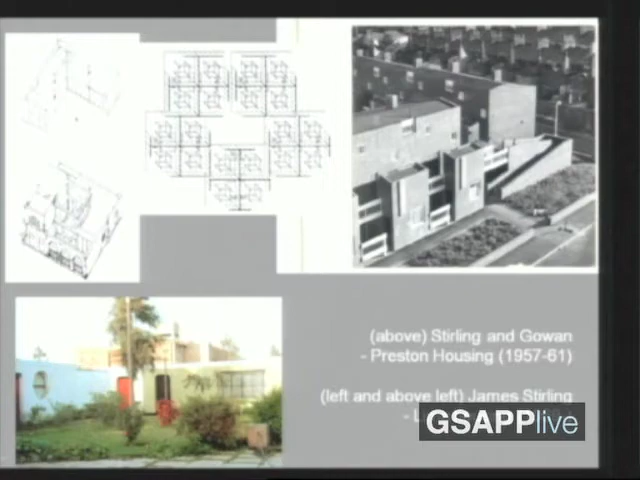 (above) Stirling and Gowan
- Preston Housing (1957-61)
(left and above left) James Stirling
GSAPPlive